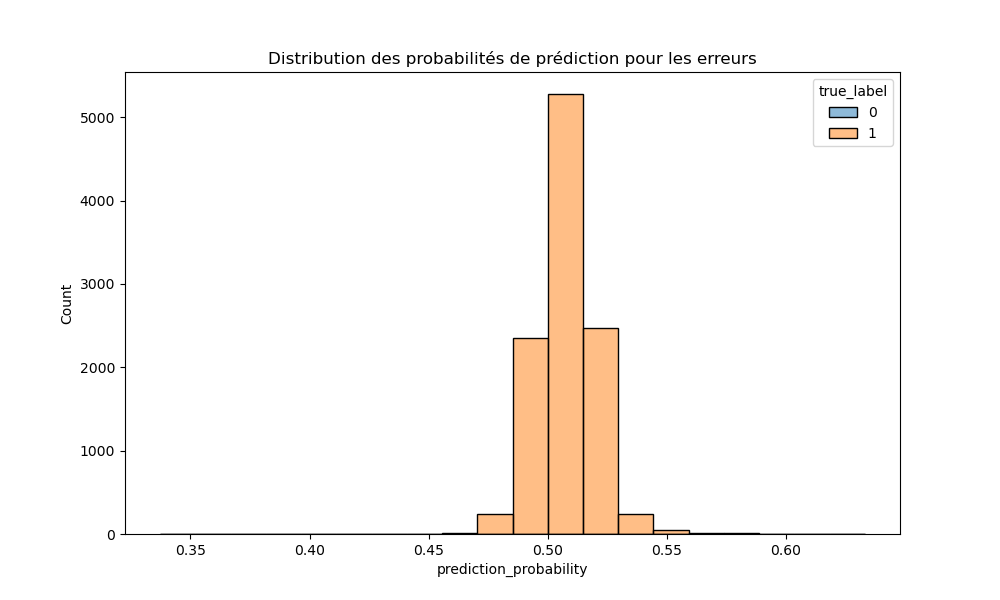 Distribution des probabilités de prédiction pour les erreurs
true_label
0
1
5000
4000
3000
2000
1000
0
Count
0.35 0.40 0.45 0.50 0.55 0.60
prediction_probability